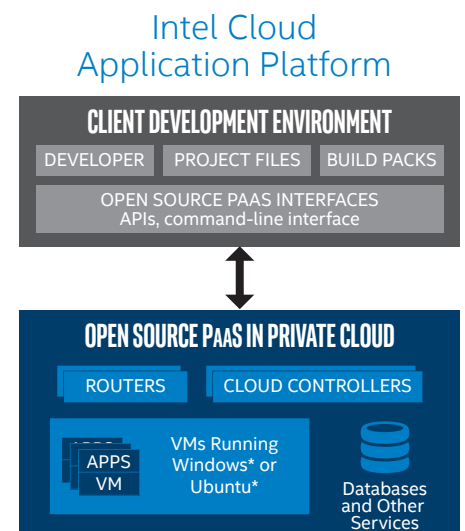 Intel Cloud
Application Platform
CLIENT DEVELOPMENT ENVIRONMENT
DEVELOPER
PROJECT FILES
BUILD PACKS
OPEN SOURCE PAAS INTERFACES
APIs, command-line interface
OPEN SOURCE PAAS IN PRIVATE CLOUD
ROUTERS
CLOUD CONTROLLERS
APPS
VM
VMs Running
Windows* or
Ubuntu*
Databases
and Other
Services